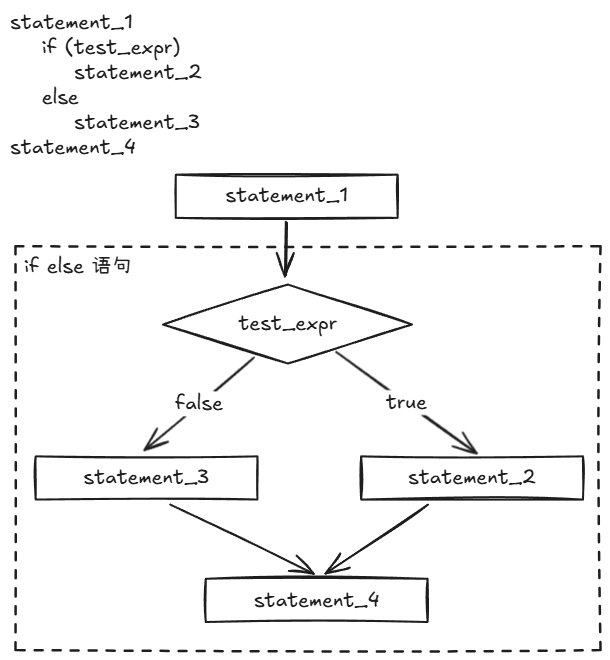 statement_1
if (test_expr)
statement_2
else
statement_3
statement_4
statement_1
if else 语句
test_expr
false
true
statement_3
statement_2
statement_4